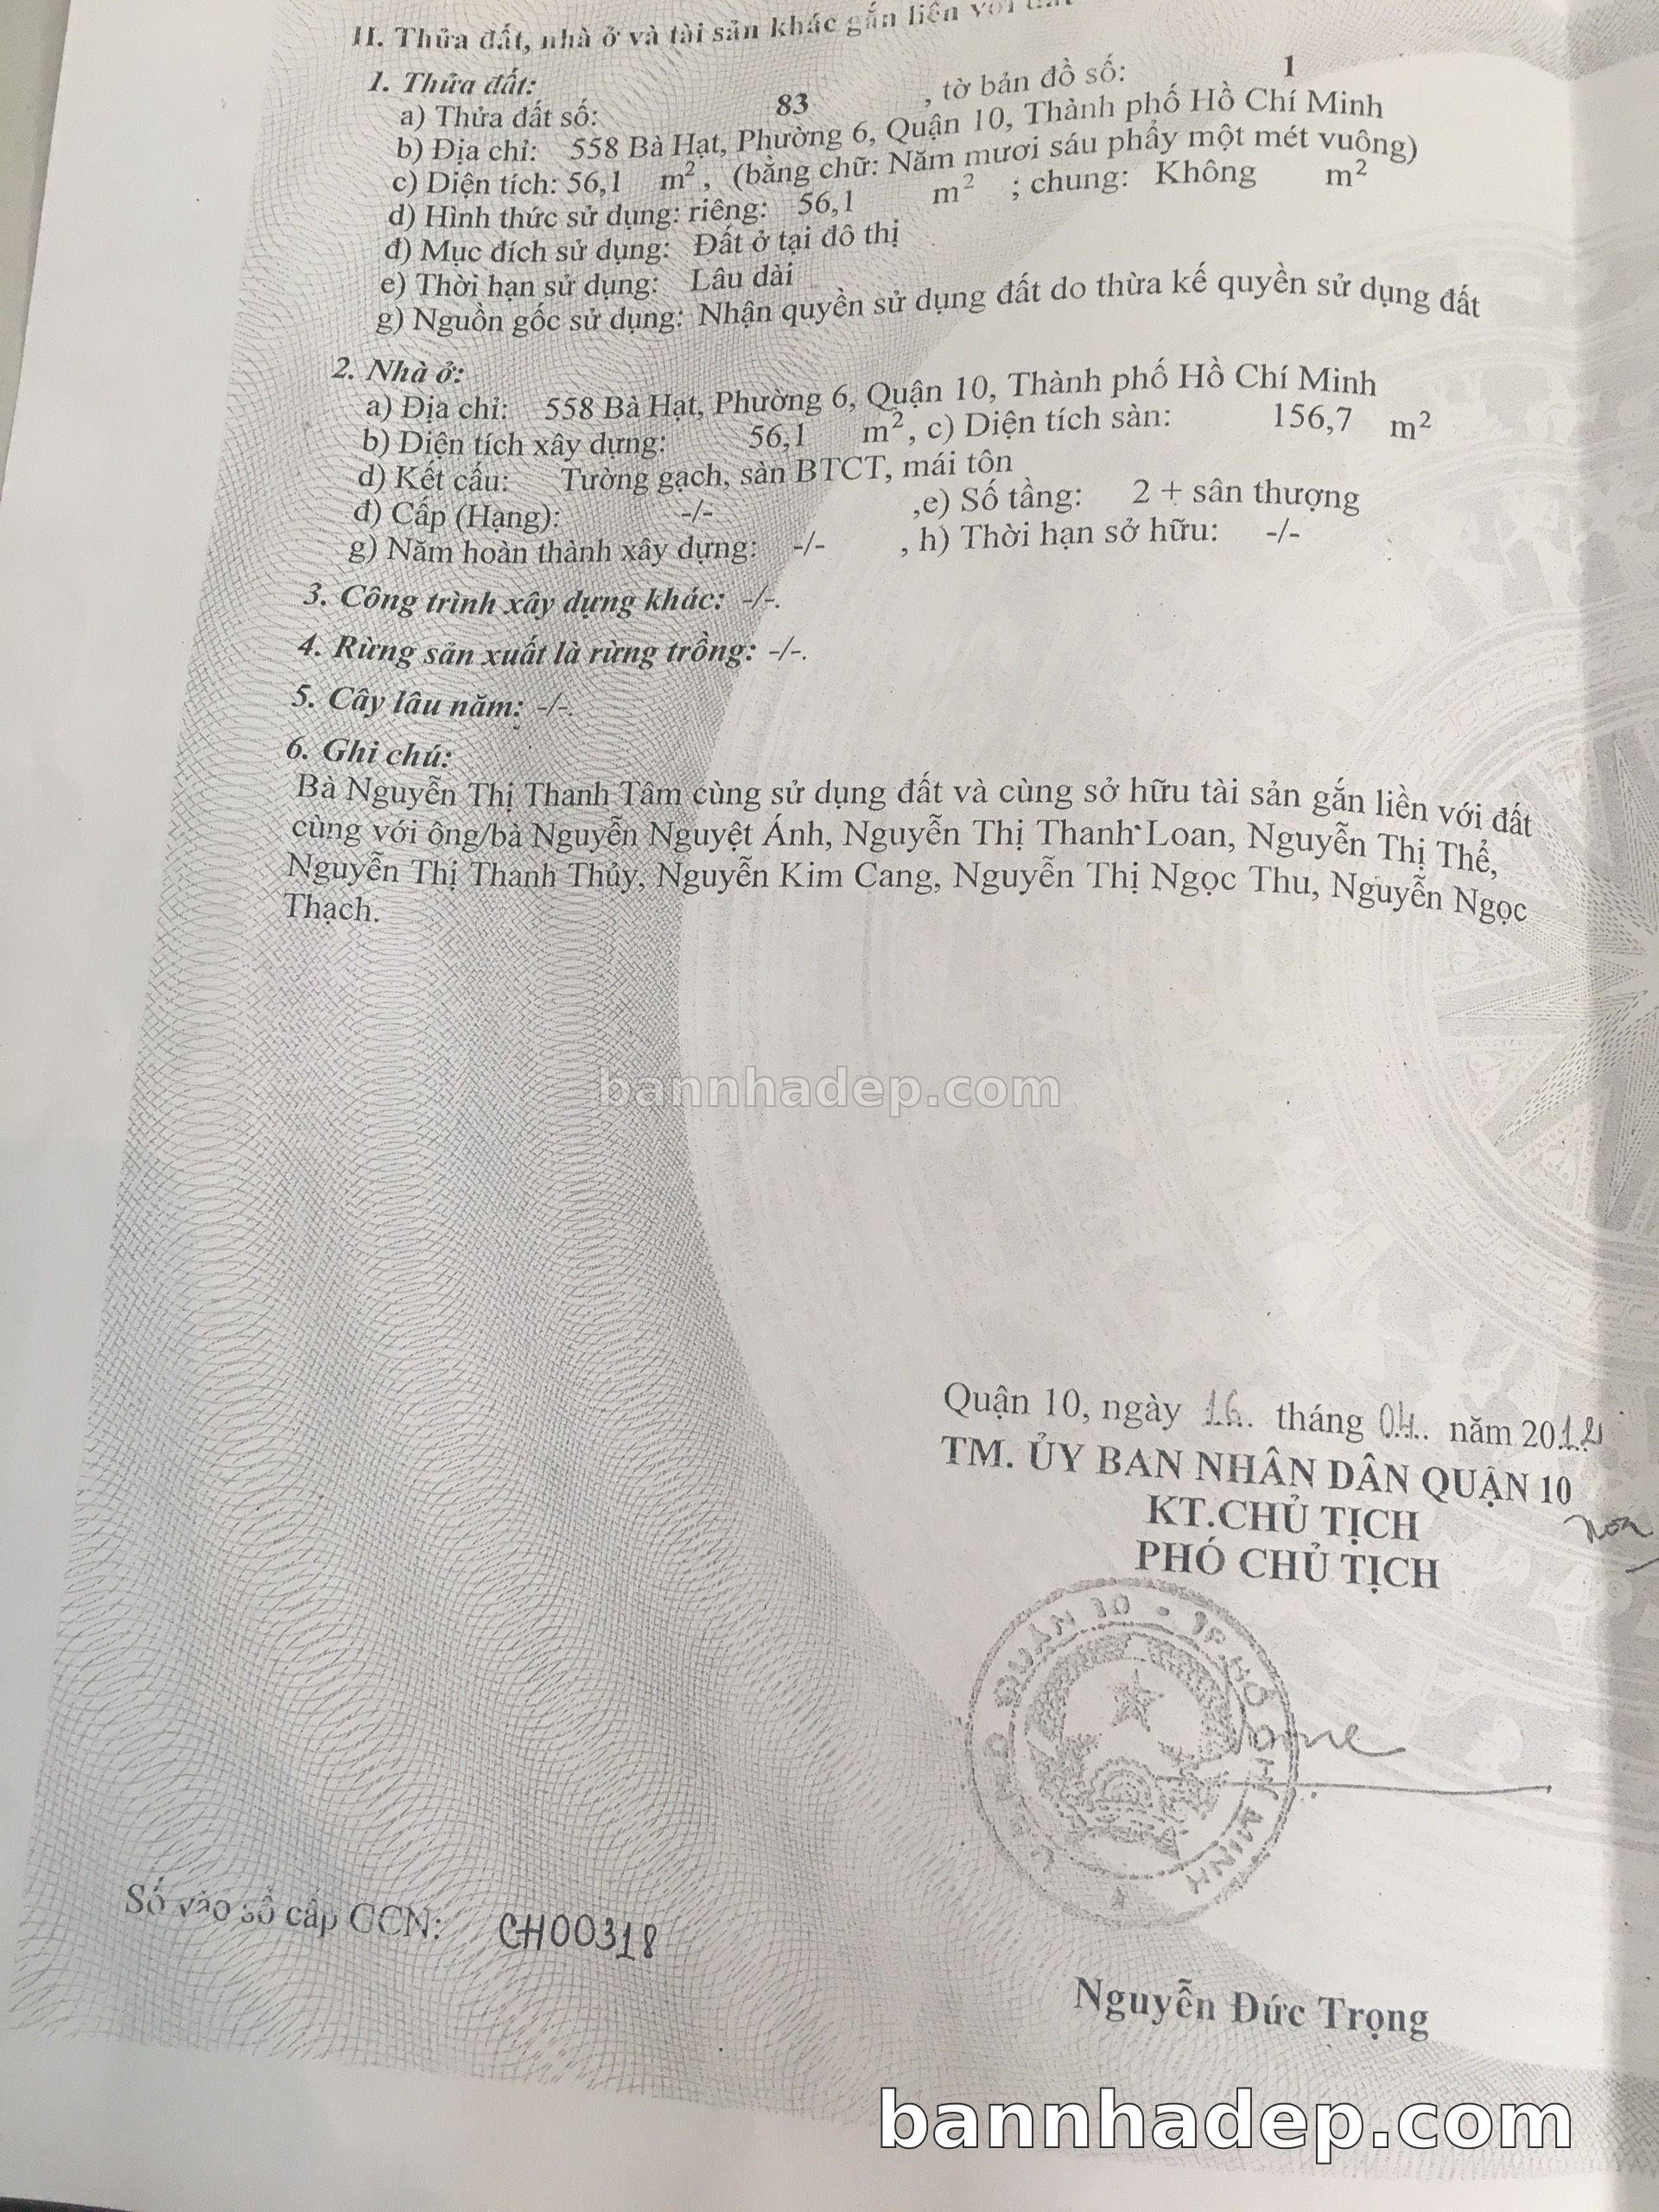 II. Thửa đất, nhà ở và tài sản khác gắn liền với đất
1. Thửa đất:
a) Thửa đất số: 83 , tờ bản đồ số: 1
b) Địa chỉ: 558 Bà Hạt, Phường 6, Quận 10, Thành phố Hồ Chí Minh
c) Diện tích: 56,1 m², (bằng chữ: Năm mươi sáu phẩy một mét vuông)
d) Hình thức sử dụng: riêng: 56,1 m² ; chung: Không m²
đ) Mục đích sử dụng: Đất ở tại đô thị
e) Thời hạn sử dụng: Lâu dài
g) Nguồn gốc sử dụng: Nhận quyền sử dụng đất do thừa kế quyền sử dụng đất
2. Nhà ở:
a) Địa chỉ: 558 Bà Hạt, Phường 6, Quận 10, Thành phố Hồ Chí Minh
b) Diện tích xây dựng: 56,1 m², c) Diện tích sàn: 156,7 m²
d) Kết cấu: Tường gạch, sàn BTCT, mái tôn
đ) Cấp (Hạng): -/- ,e) Số tầng: 2 + sân thượng
g) Năm hoàn thành xây dựng: -/- , h) Thời hạn sở hữu: -/-
3. Công trình xây dựng khác: -/-.
4. Rừng sản xuất là rừng trồng: -/-.
5. Cây lâu năm: -/-.
6. Ghi chú:
Bà Nguyễn Thị Thanh Tâm cùng sử dụng đất và cùng sở hữu tài sản gắn liền với đất
cùng với ông/bà Nguyễn Nguyệt Ánh, Nguyễn Thị Thanh Loan, Nguyễn Thị Thể,
Nguyễn Thị Thanh Thủy, Nguyễn Kim Cang, Nguyễn Thị Ngọc Thu, Nguyễn Ngọc
Thạch.
bannhadep.com
Quận 10, ngày 16 tháng 04 năm 2012
TM. ỦY BAN NHÂN DÂN QUẬN 10
KT.CHỦ TỊCH
PHÓ CHỦ TỊCH
QUẬN 10 - TP.HỒ CHÍ MINH
Số vào sổ cấp GCN: CH00318
Nguyễn Đức Trọng
bannhadep.com